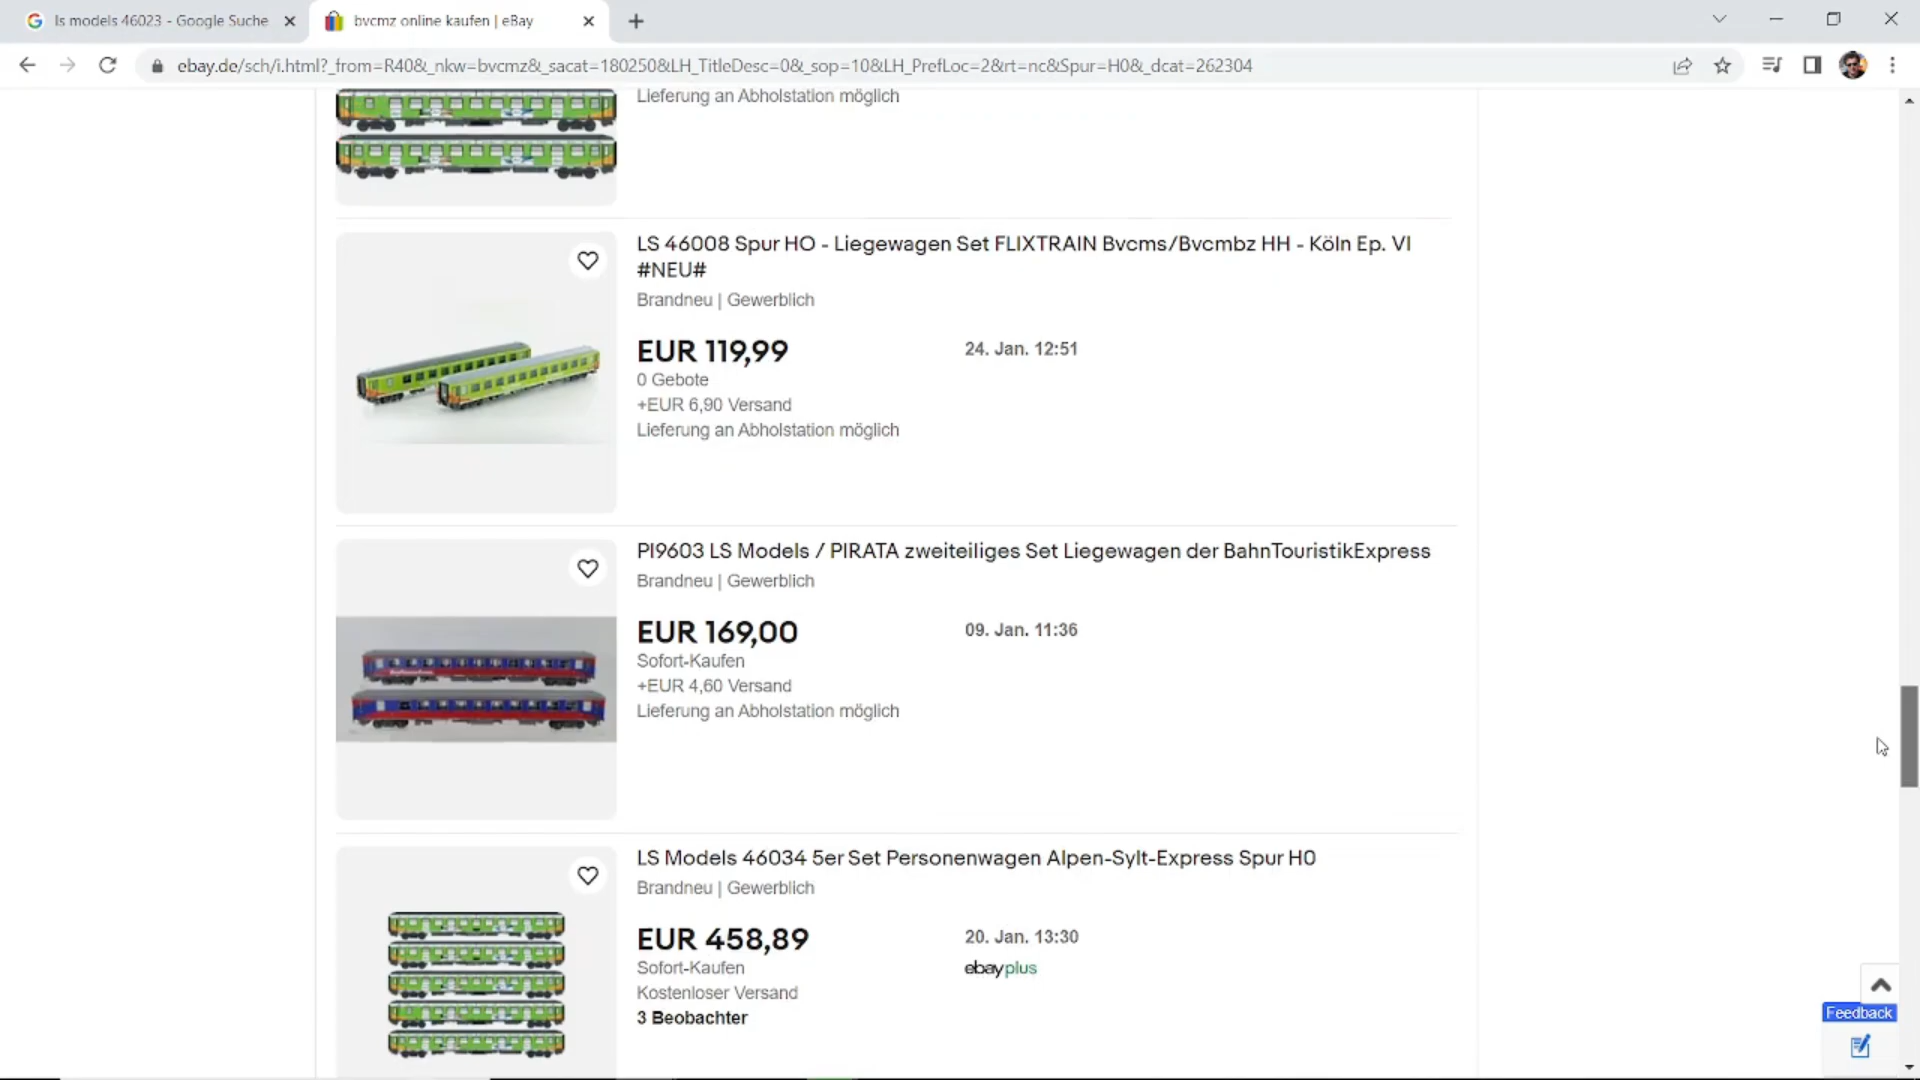 ls models 46023 - Google Suche
bvcmz online kaufen | eBay
ebay.de/sch/i.html?_from=R40&_nkw=bvcmz&_sacat=180250&LH_TitleDesc=0&_sop=10&LH_PrefLoc=2&rt=nc&Spur=H0&_dcat=262304
Lieferung an Abholstation möglich
LS 46008 Spur HO - Liegewagen Set FLIXTRAIN Bvcms/Bvcmbz HH - Köln Ep. VI
#NEU#
Brandneu | Gewerblich
EUR 119,99
24. Jan. 12:51
0 Gebote
+EUR 6,90 Versand
Lieferung an Abholstation möglich
PI9603 LS Models / PIRATA zweiteiliges Set Liegewagen der BahnTouristikExpress
Brandneu | Gewerblich
EUR 169,00
09. Jan. 11:36
Sofort-Kaufen
+EUR 4,60 Versand
Lieferung an Abholstation möglich
LS Models 46034 5er Set Personenwagen Alpen-Sylt-Express Spur H0
Brandneu | Gewerblich
EUR 458,89
20. Jan. 13:30
Sofort-Kaufen
ebayplus
Kostenloser Versand
3 Beobachter
Feedback